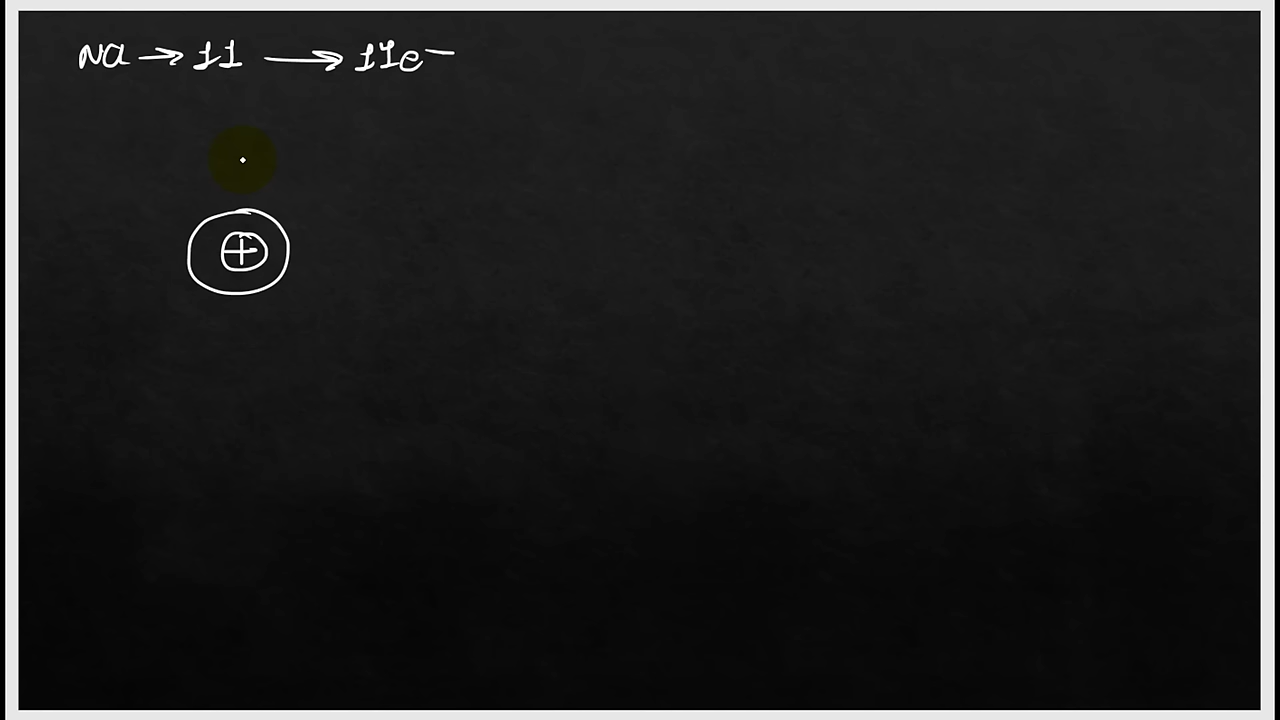 Na → 11 → 11e⁻
+